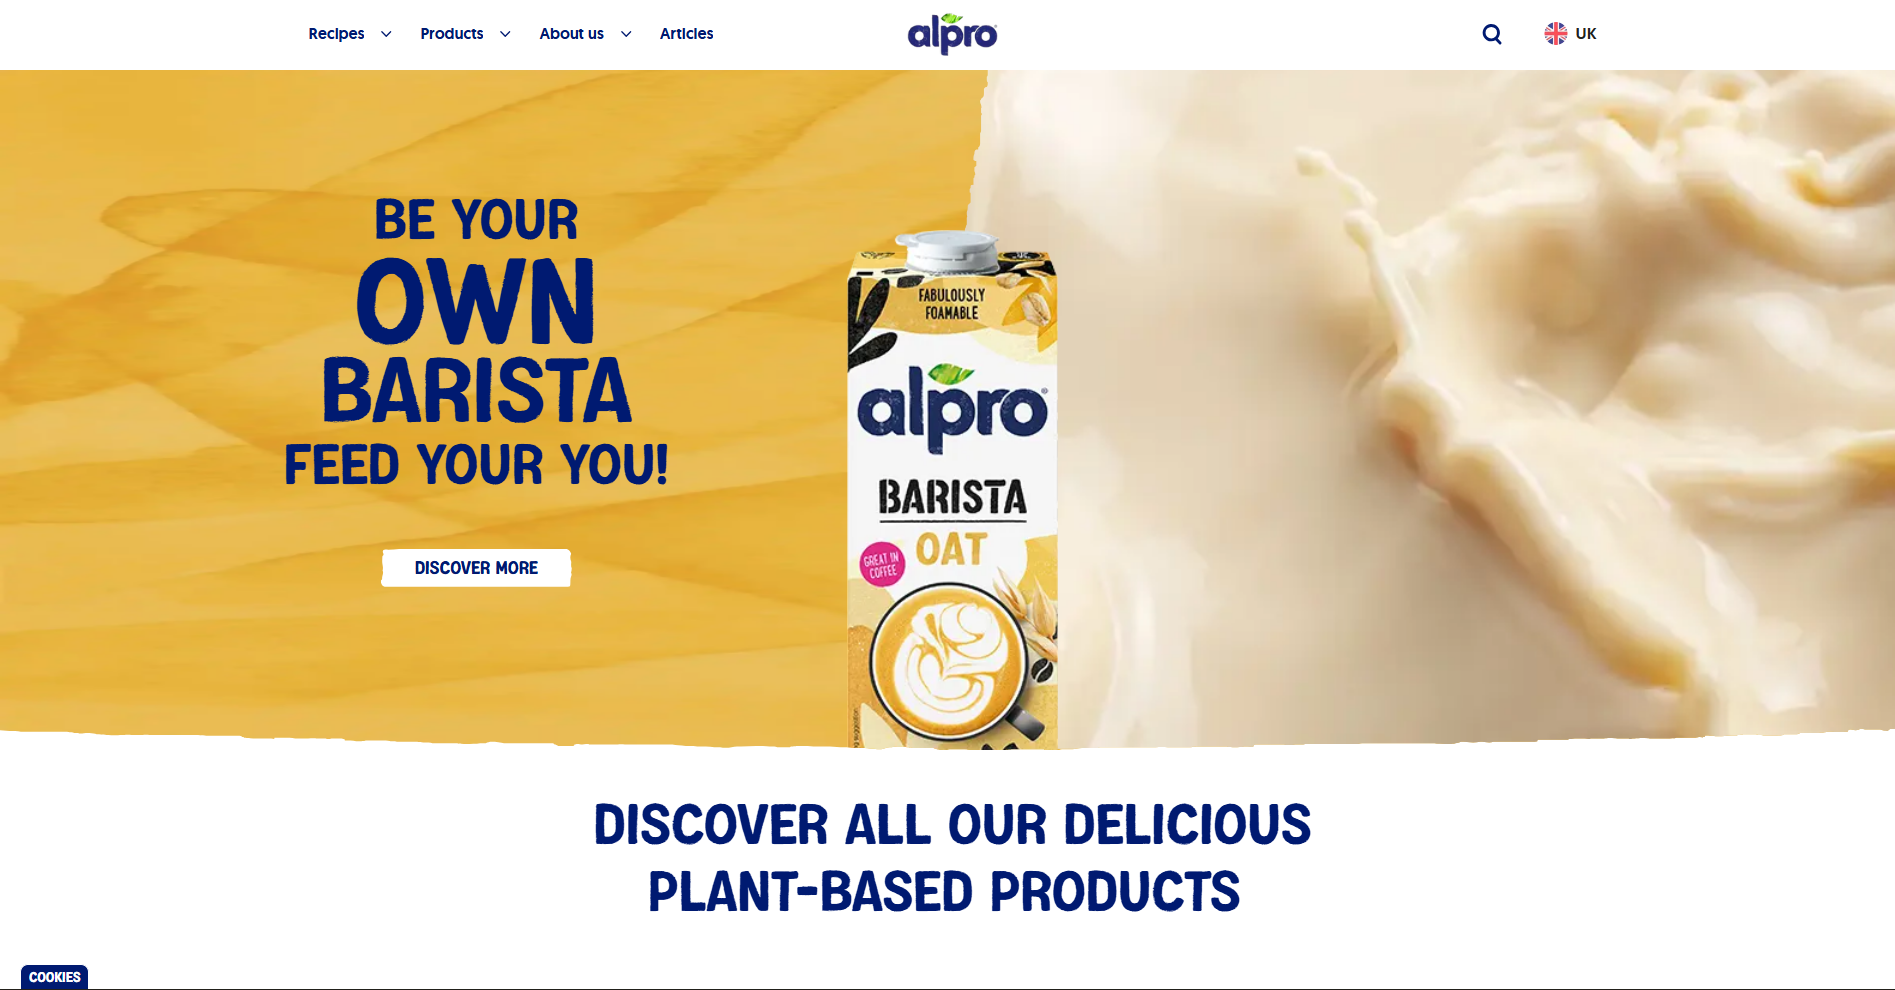 Recipes
Products
About us
Articles
alpro
UK
BE YOUR
OWN
BARISTA
FEED YOUR YOU!
DISCOVER MORE
FABULOUSLY
FOAMABLE
alpro
BARISTA
OAT
GREAT IN
COFFEE
DISCOVER ALL OUR DELICIOUS
PLANT-BASED PRODUCTS
COOKIES